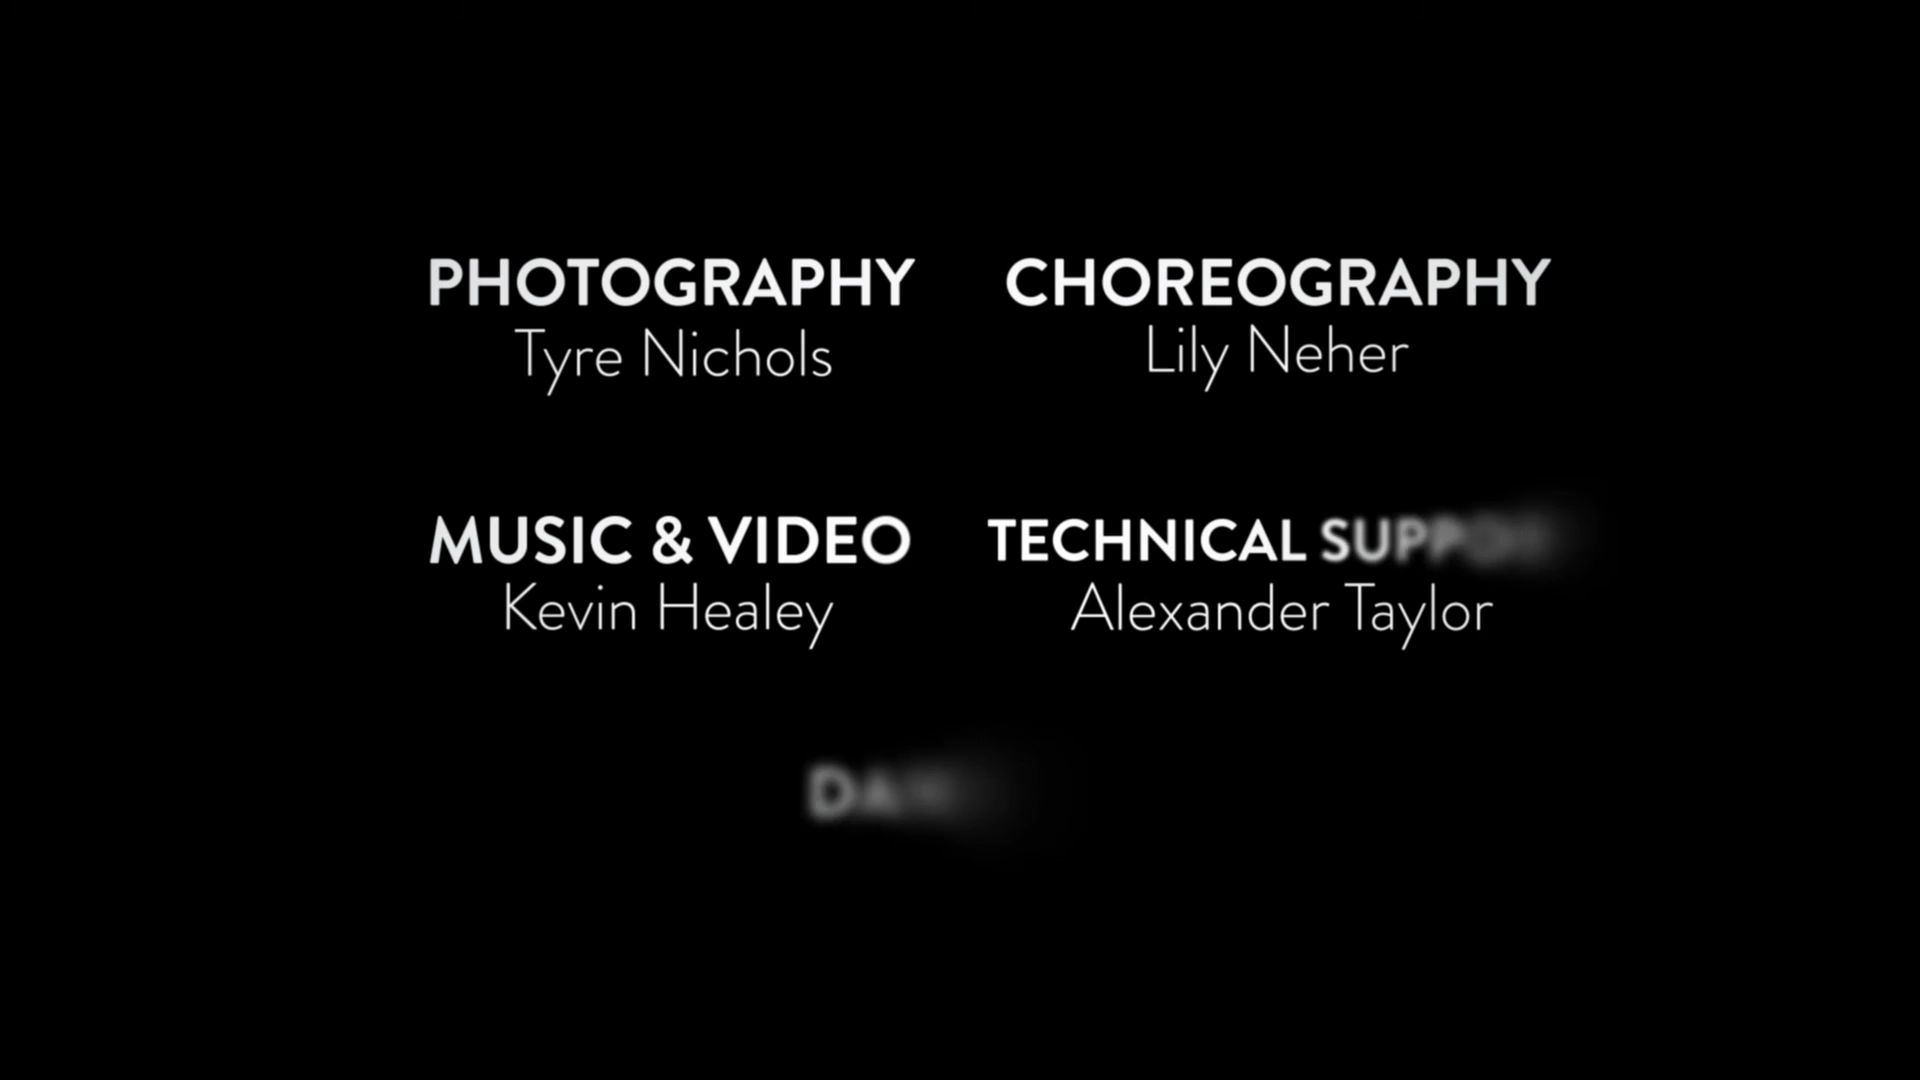 PHOTOGRAPHY
Tyre Nichols
CHOREOGRAPHY
Lily Neher
MUSIC & VIDEO
Kevin Healey
TECHNICAL
Alexander Taylor